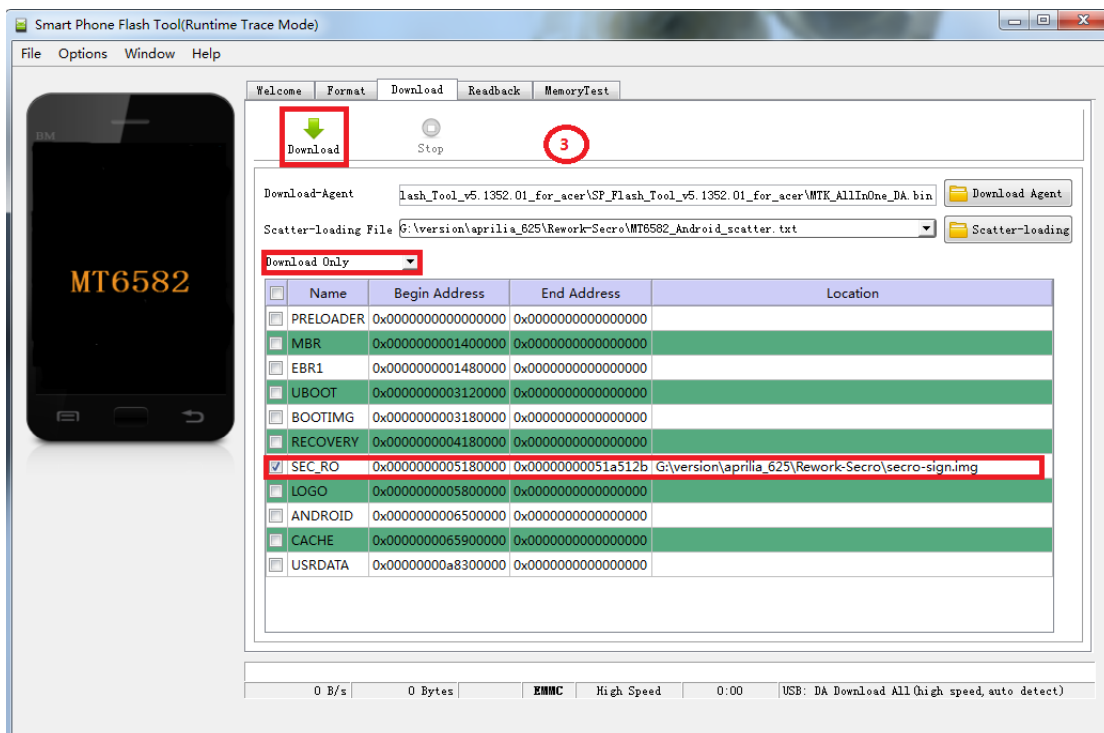 Smart Phone Flash Tool(Runtime Trace Mode)
File Options Window Help
Welcome Format Download Readback MemoryTest
BM
Download Stop 3
Download-Agent lash_Tool_v5.1352.01_for_acer\SP_Flash_Tool_v5.1352.01_for_acer\MTK_AllInOne_DA.bin Download Agent
Scatter-loading File G:\version\aprilia_625\Rework-Secro\MT6582_Android_scatter.txt Scatter-loading
Download Only
MT6582
Name Begin Address End Address Location
PRELOADER 0x0000000000000000 0x0000000000000000
MBR 0x0000000001400000 0x0000000000000000
EBR1 0x0000000001480000 0x0000000000000000
UBOOT 0x0000000003120000 0x0000000000000000
BOOTIMG 0x0000000003180000 0x0000000000000000
RECOVERY 0x0000000004180000 0x0000000000000000
SEC_RO 0x0000000005180000 0x00000000051a512b G:\version\aprilia_625\Rework-Secro\secro-sign.img
LOGO 0x0000000005800000 0x0000000000000000
ANDROID 0x0000000006500000 0x0000000000000000
CACHE 0x0000000065900000 0x0000000000000000
USRDATA 0x00000000a8300000 0x0000000000000000
0 B/s 0 Bytes EMMC High Speed 0:00 USB: DA Download All(high speed,auto detect)